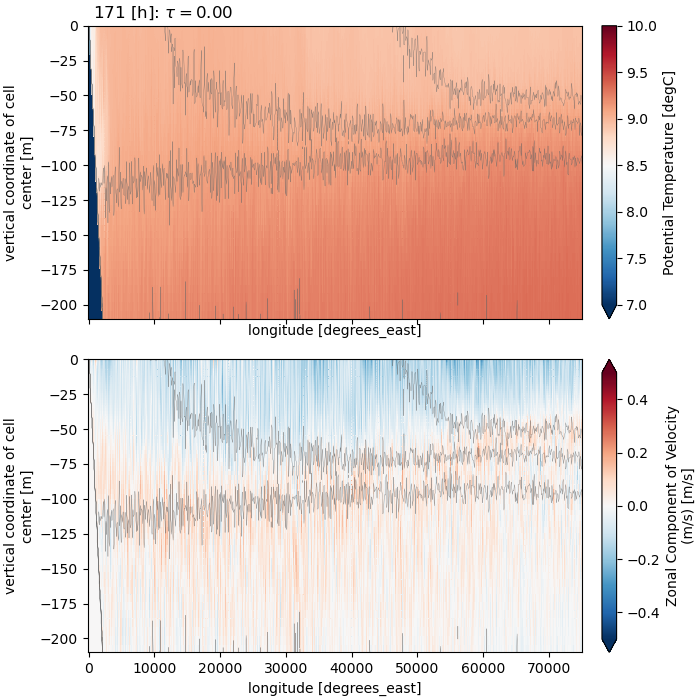 171 [h]: τ = 0.00
0
−25
−50
−75
−100
−125
−150
−175
−200
vertical coordinate of cell
center [m]
longitude [degrees_east]
10.0
9.5
9.0
8.5
8.0
7.5
7.0
Potential Temperature [degC]
0
−25
−50
−75
−100
−125
−150
−175
−200
vertical coordinate of cell
center [m]
0 10000 20000 30000 40000 50000 60000 70000
longitude [degrees_east]
0.4
0.2
0.0
−0.2
−0.4
Zonal Component of Velocity
(m/s) [m/s]